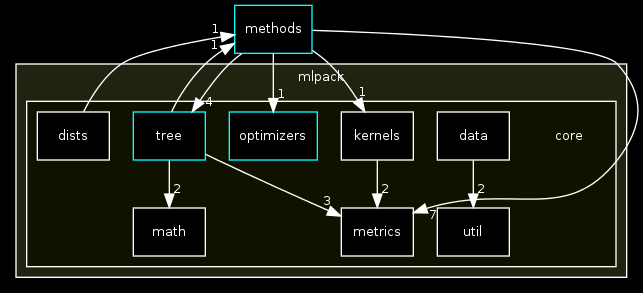 methods
1
1
mlpack
4
1
1
dists
tree
optimizers
kernels
data
core
2
3
2
2
7
math
metrics
util